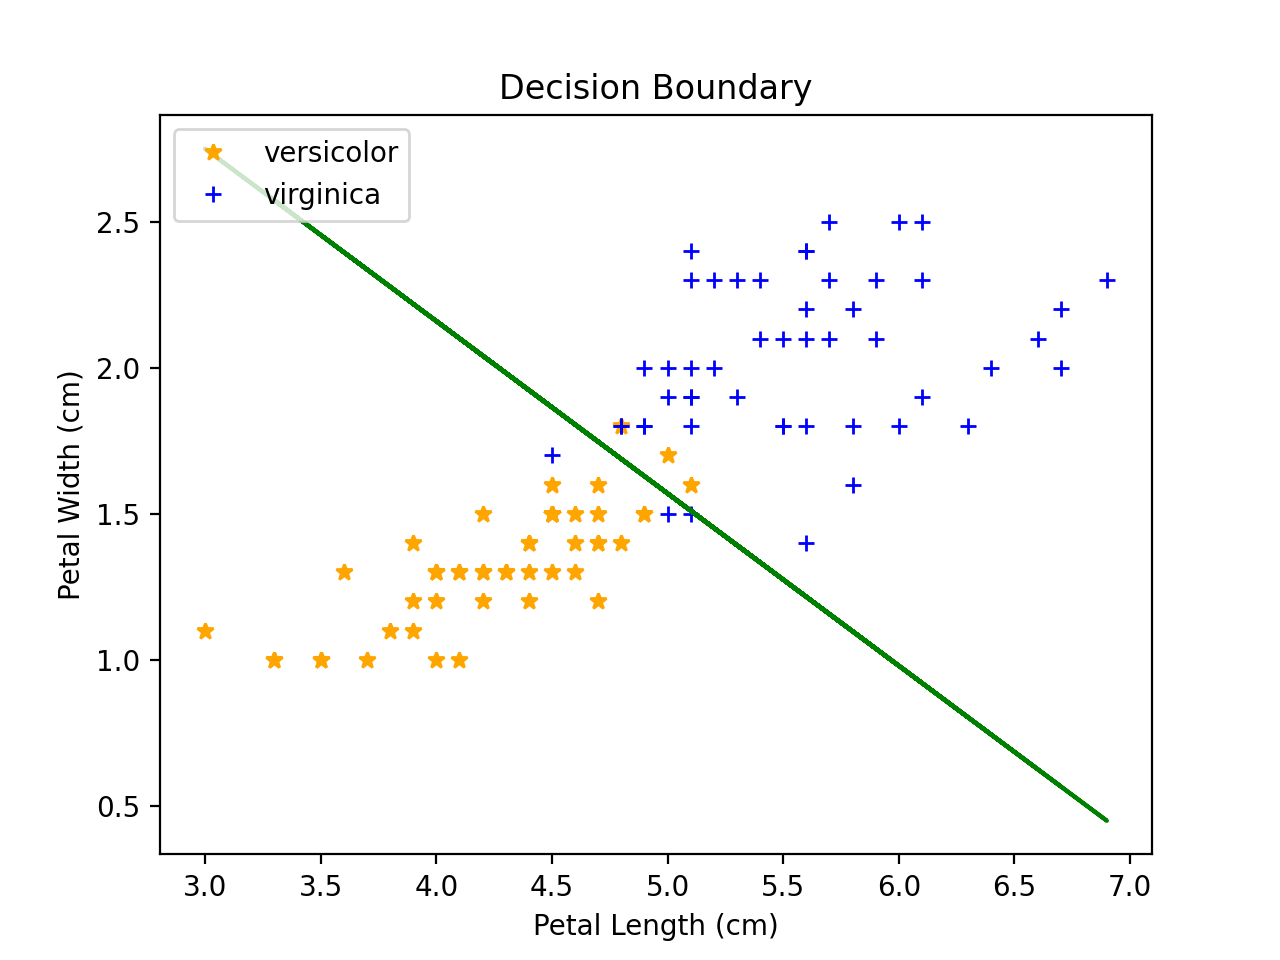 Decision Boundary
versicolor
virginica
Petal Width (cm)
2.5
2.0
1.5
1.0
0.5
3.0 3.5 4.0 4.5 5.0 5.5 6.0 6.5 7.0
Petal Length (cm)